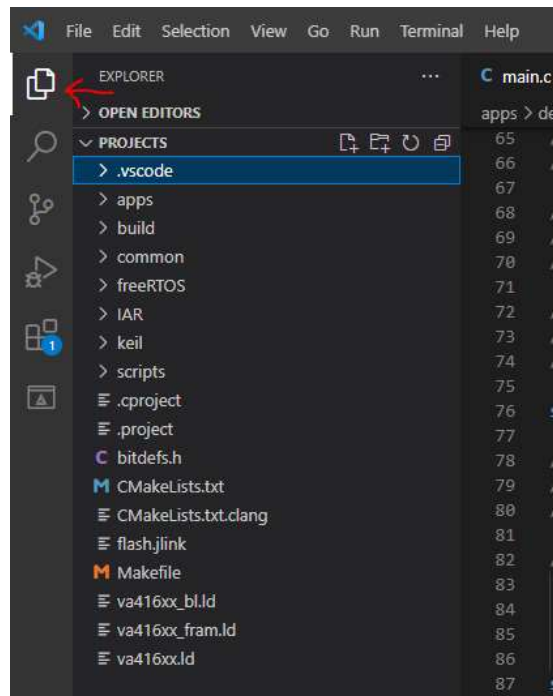 File Edit Selection View Go Run Terminal Help
EXPLORER ...
C main.c
> OPEN EDITORS
apps >
∨ PROJECTS
> .vscode
> apps
> build
> common
> freeRTOS
> IAR
> keil
> scripts
.cproject
.project
C bitdefs.h
M CMakeLists.txt
CMakeLists.txt.clang
flash.jlink
M Makefile
va416xx_bl.ld
va416xx_fram.ld
va416xx.ld
1
65
66
67
68
69
70
71
72
73
74
75
76
77
78
79
80
81
82
83
84
85
86
87